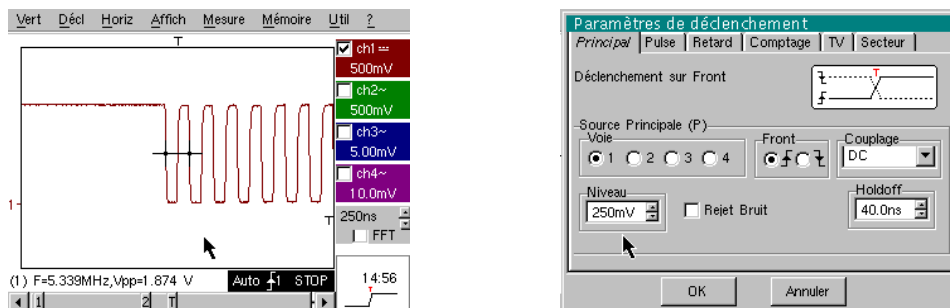 Vert Décl Horiz Affich Mesure Mémoire Util ?
T
ch1
500mV
ch2~
500mV
ch3~
5.00mV
ch4~
10.0mV
1
T
250ns
FFT
(1) F=5.339MHz,Vpp=1.874 V
Auto 1 STOP
14:56
1 2 T
Paramètres de déclenchement
Principal Pulse Retard Comptage TV Secteur
Déclenchement sur Front
T
Source Principale (P)
Voie
1 2 3 4
Front
Couplage
DC
Niveau
250mV
Rejet Bruit
Holdoff
40.0ns
OK Annuler